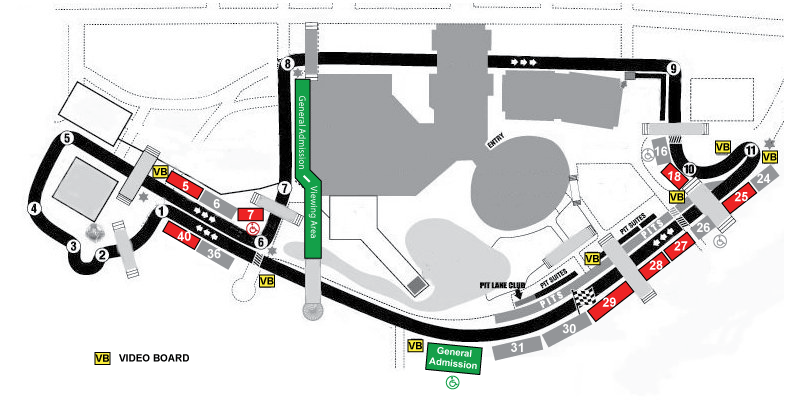 8
9
General Admission
Viewing Area
ENTRY
5
VB
5
6
7
7
16
VB
11
VB
10
18
24
VB
25
4
1
40
36
6
3
2
VB
26
PIT SUITES
PITS
27
28
VB
PIT SUITES
PIT LANE CLUB
PITS
29
30
31
VB
General
Admission
VB VIDEO BOARD